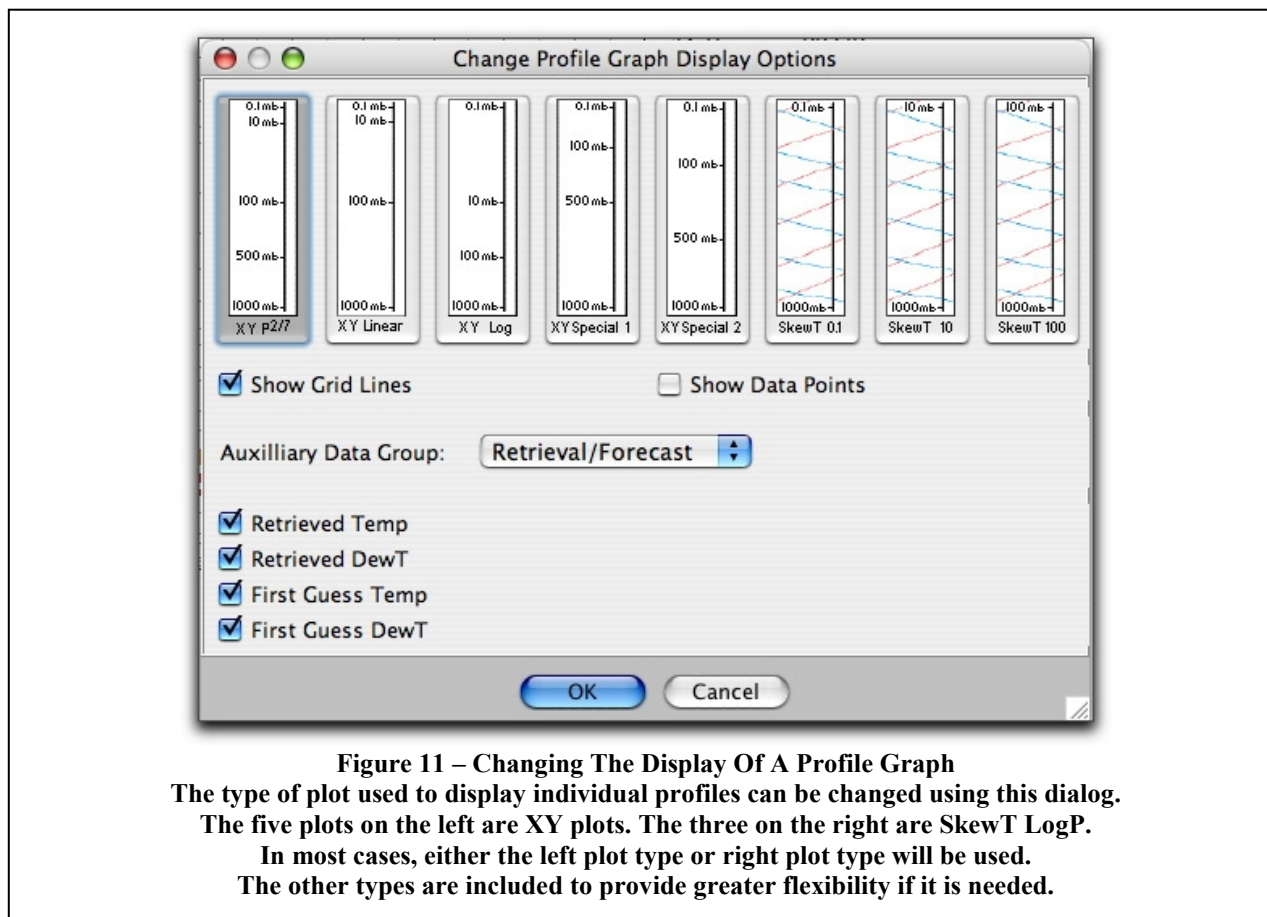 Change Profile Graph Display Options
0.1 mb
10 mb
100 mb
500 mb
1000 mb
XY P2/7
0.1 mb
10 mb
100 mb
1000 mb
XY Linear
0.1 mb
10 mb
100 mb
1000 mb
XY Log
0.1 mb
100 mb
500 mb
1000 mb
XY Special 1
0.1 mb
100 mb
500 mb
1000 mb
XY Special 2
0.1 mb
1000mb
SkewT 0.1
10 mb
1000mb
SkewT 10
100 mb
1000mb
SkewT 100
Show Grid Lines
Show Data Points
Auxilliary Data Group: Retrieval/Forecast
Retrieved Temp
Retrieved DewT
First Guess Temp
First Guess DewT
OK
Cancel
Figure 11 – Changing The Display Of A Profile Graph
The type of plot used to display individual profiles can be changed using this dialog.
The five plots on the left are XY plots. The three on the right are SkewT LogP.
In most cases, either the left plot type or right plot type will be used.
The other types are included to provide greater flexibility if it is needed.